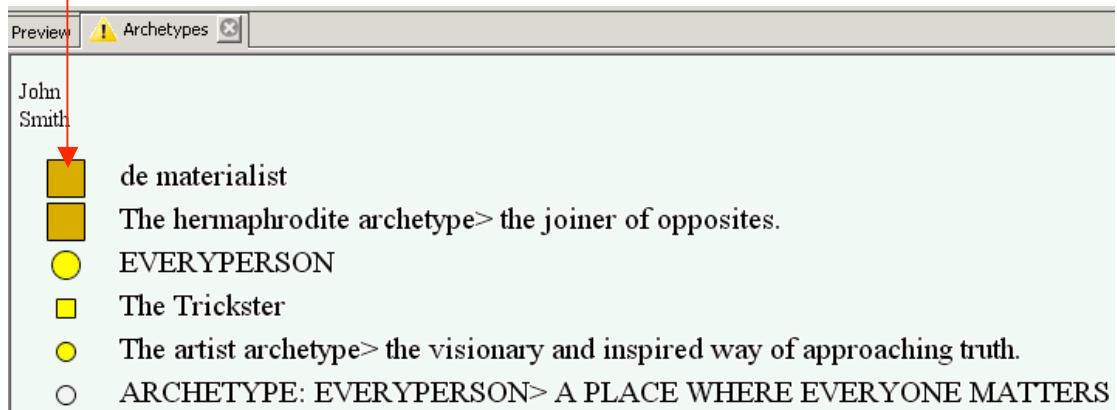 Preview Archetypes
John
Smith
de materialist
The hermaphrodite archetype> the joiner of opposites.
EVERYPERSON
The Trickster
The artist archetype> the visionary and inspired way of approaching truth.
ARCHETYPE: EVERYPERSON> A PLACE WHERE EVERYONE MATTERS